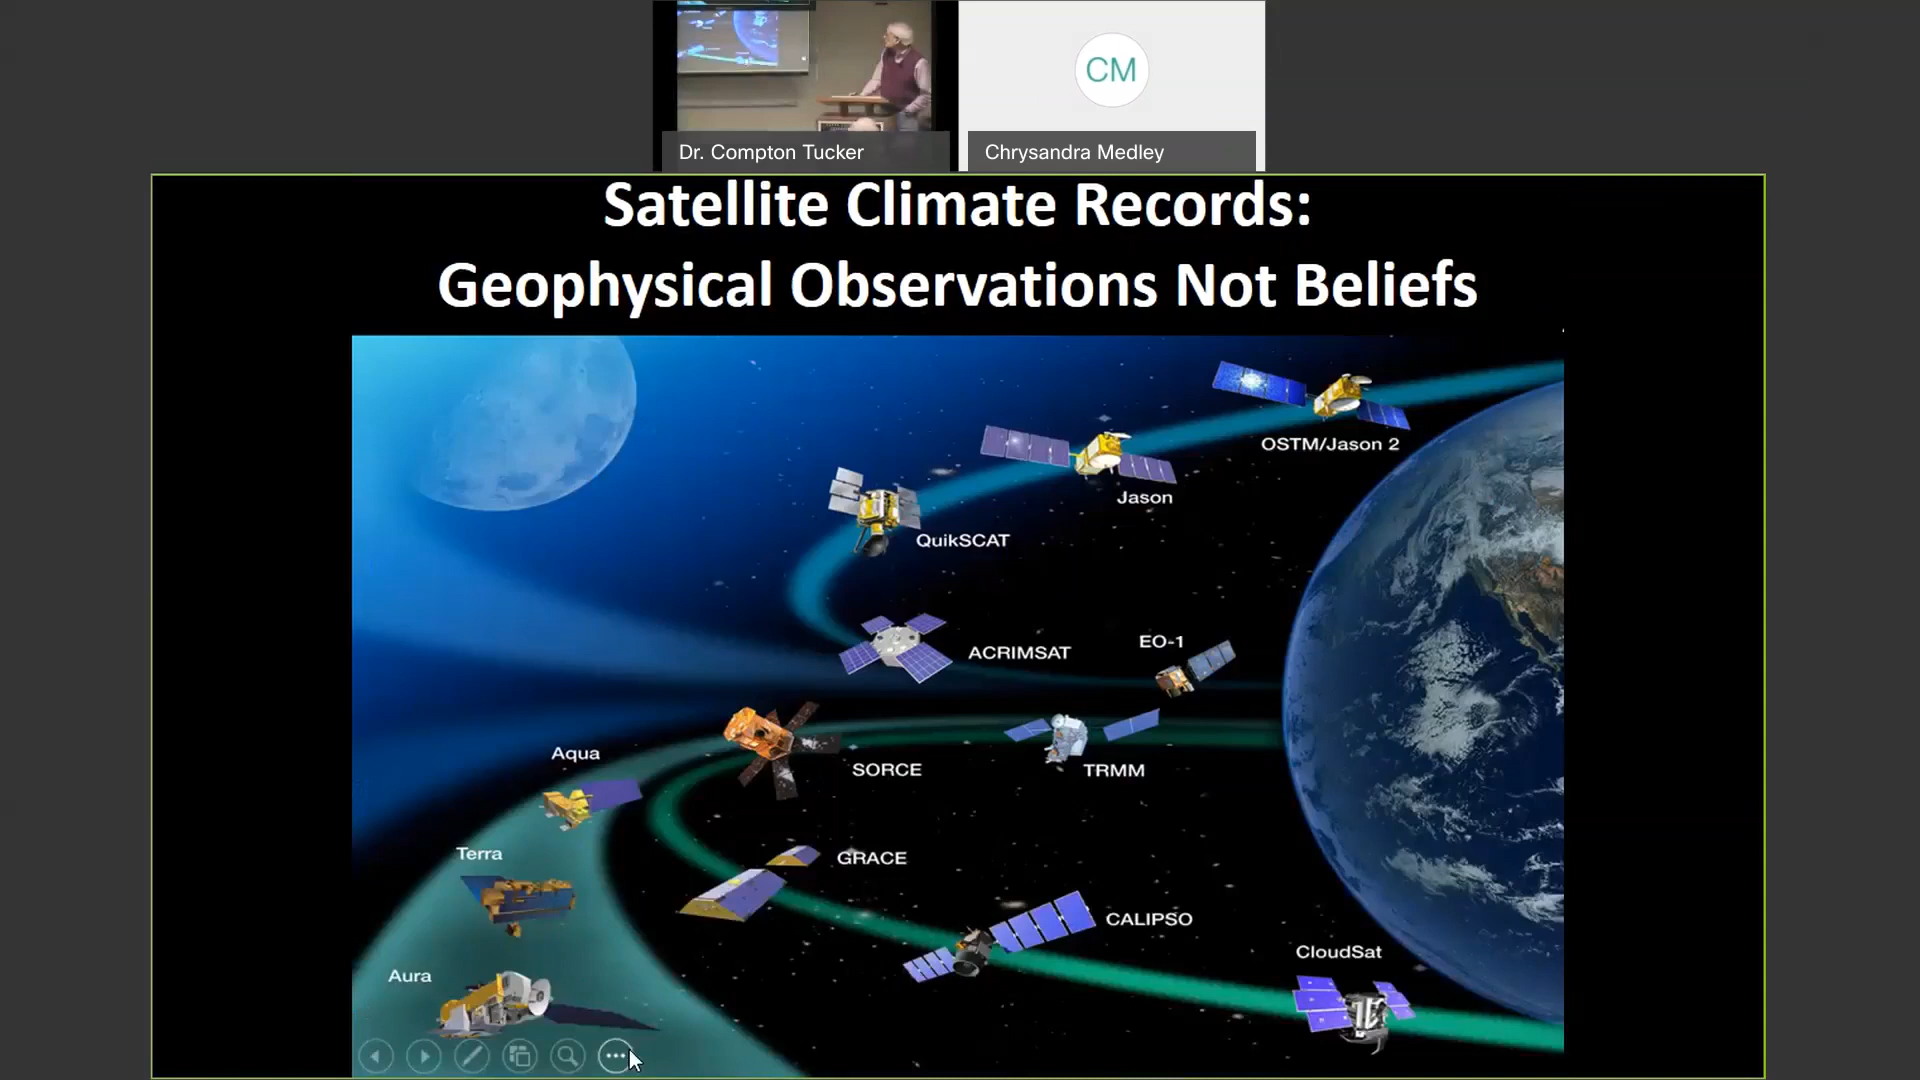 CM
Dr. Compton Tucker
Chrysandra Medley
Satellite Climate Records:
Geophysical Observations Not Beliefs
OSTM/Jason 2
Jason
QuikSCAT
ACRIMSAT
EO-1
Aqua
SORCE
TRMM
Terra
GRACE
CALIPSO
CloudSat
Aura